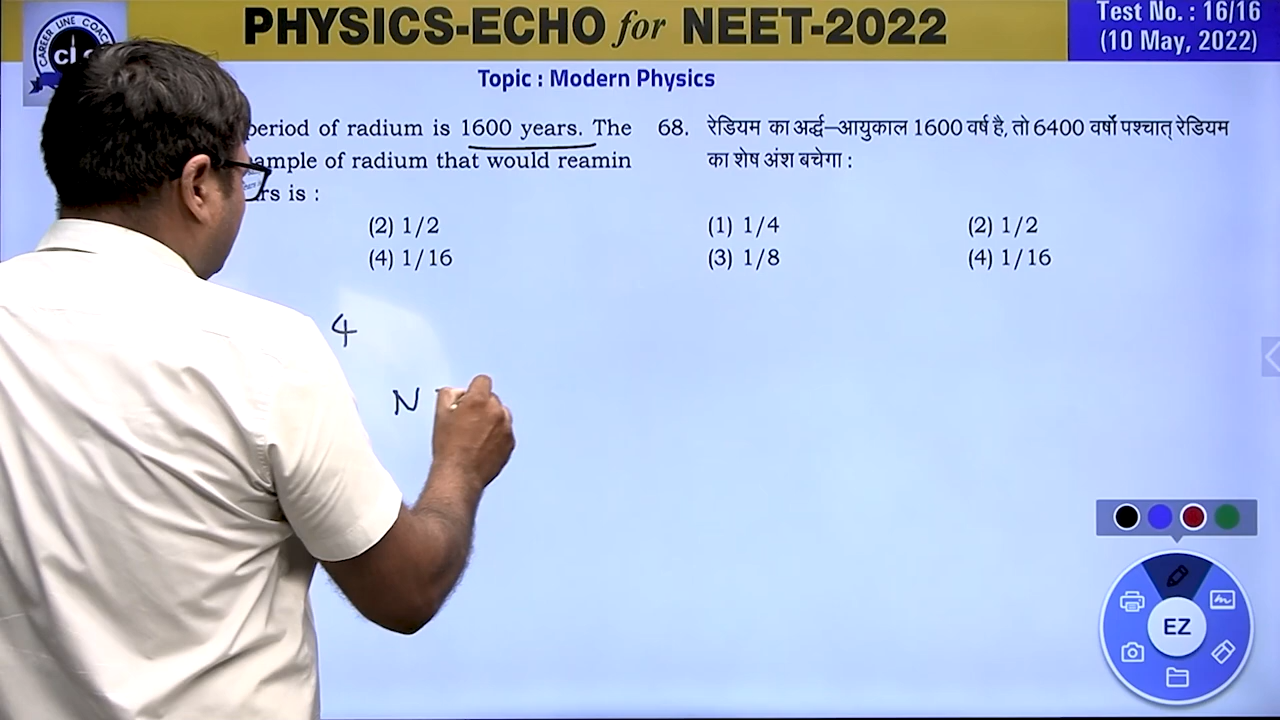 PHYSICS-ECHO for NEET-2022
Test No. : 16/16
(10 May, 2022)
CAREER LINE COAC
Topic : Modern Physics
period of radium is 1600 years. The
ample of radium that would reamin
rs is :
(2) 1/2
(4) 1/16
68. रेडियम का अर्द्ध–आयुकाल 1600 वर्ष है, तो 6400 वर्षों पश्चात् रेडियम
का शेष अंश बचेगा :
(1) 1/4 (2) 1/2
(3) 1/8 (4) 1/16
4
N
EZ